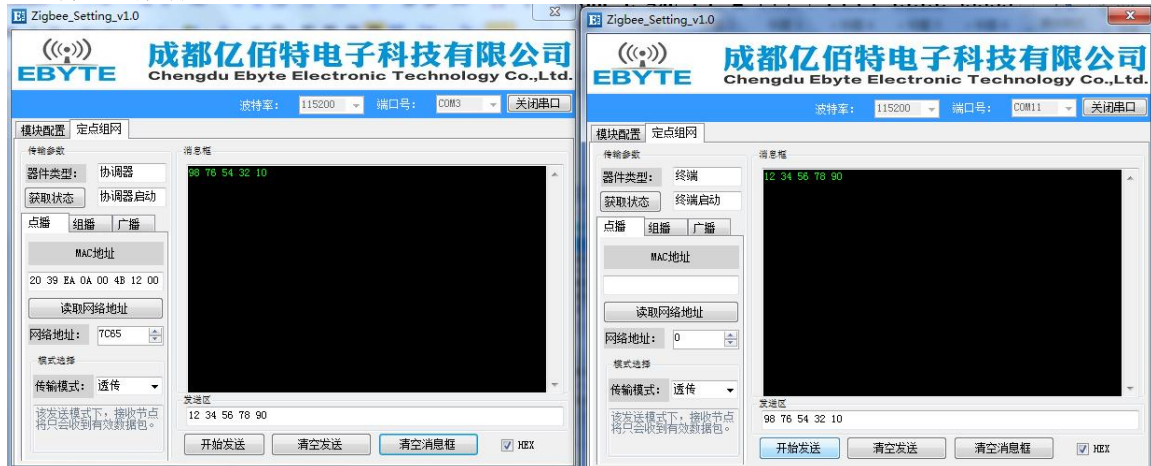 Zigbee_Setting_v1.0
EBYTE
成都亿佰特电子科技有限公司
Chengdu Ebyte Electronic Technology Co.,Ltd.
波特率： 115200 端口号： COM3 关闭串口
模块配置 定点组网
传输参数
器件类型： 协调器
获取状态 协调器启动
点播 组播 广播
MAC地址
20 39 EA 0A 00 4B 12 00
读取网络地址
网络地址： 7C65
模式选择
传输模式： 透传
该发送模式下，接收节点
将只会收到有效数据包。
消息框
98 76 54 32 10
发送区
12 34 56 78 90
开始发送 清空发送 清空消息框 HEX
Zigbee_Setting_v1.0
EBYTE
成都亿佰特电子科技有限公司
Chengdu Ebyte Electronic Technology Co.,Ltd.
波特率： 115200 端口号： COM11 关闭串口
模块配置 定点组网
传输参数
器件类型： 终端
获取状态 终端启动
点播 组播 广播
MAC地址
读取网络地址
网络地址： 0
模式选择
传输模式： 透传
该发送模式下，接收节点
将只会收到有效数据包。
消息框
12 34 56 78 90
发送区
98 76 54 32 10
开始发送 清空发送 清空消息框 HEX